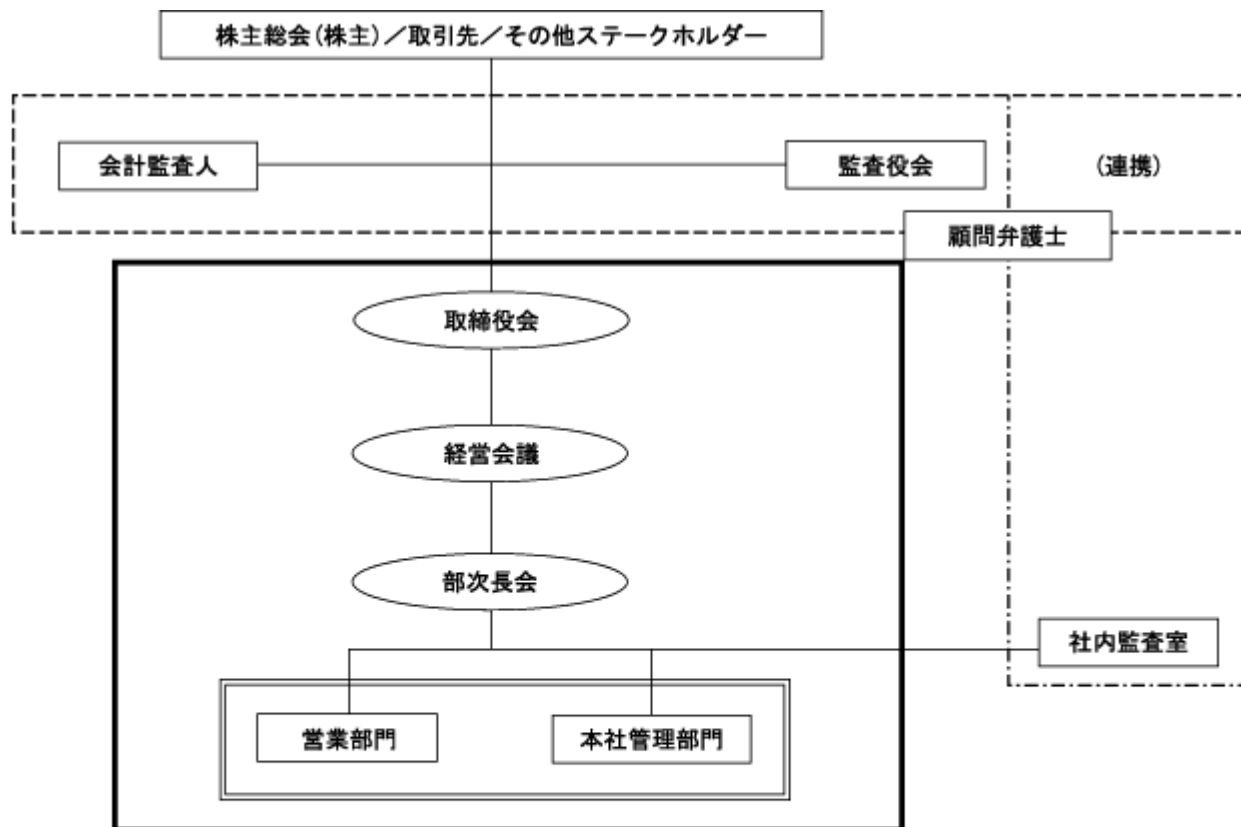 株主総会(株主)／取引先／その他ステークホルダー
会計監査人
監査役会
(連携)
顧問弁護士
取締役会
経営会議
部次長会
社内監査室
営業部門
本社管理部門